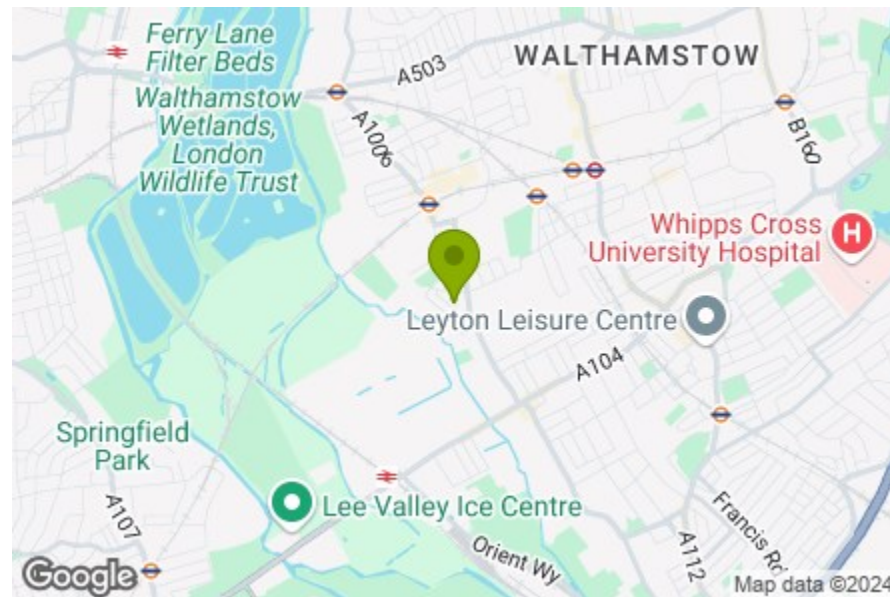 Ferry Lane
Filter Beds
WALTHAMSTOW
A503
Walthamstow
Wetlands,
London
Wildlife Trust
A1006
B160
Whipps Cross
University Hospital
H
Leyton Leisure Centre
A104
Springfield
Park
A107
Lee Valley Ice Centre
Orient Wy
A112
Francis Rd
Google
Map data ©2024